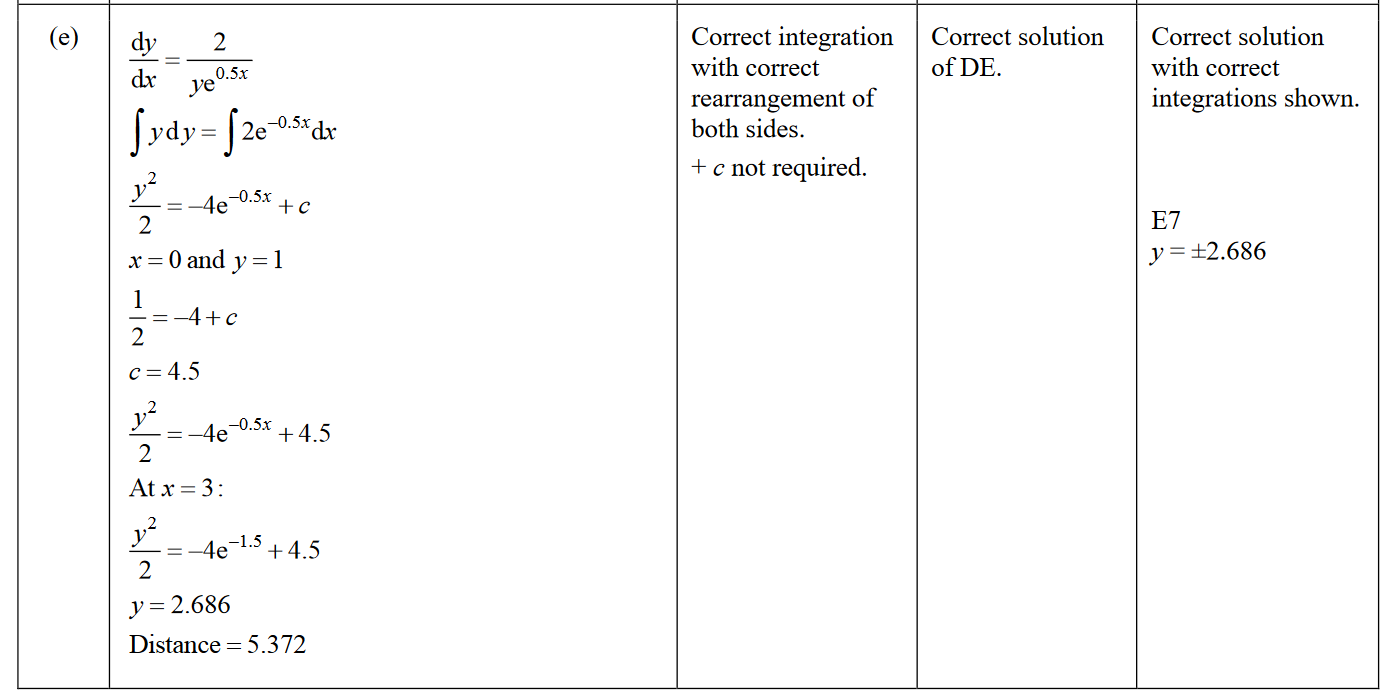 (e)
dy/dx = 2/(ye^0.5x)
∫ydy = ∫2e^−0.5x dx
y²/2 = −4e^−0.5x + c
x = 0 and y = 1
1/2 = −4 + c
c = 4.5
y²/2 = −4e^−0.5x + 4.5
At x = 3:
y²/2 = −4e^−1.5 + 4.5
y = 2.686
Distance = 5.372
Correct integration
with correct
rearrangement of
both sides.
+ c not required.
Correct solution
of DE.
Correct solution
with correct
integrations shown.
E7
y = ±2.686